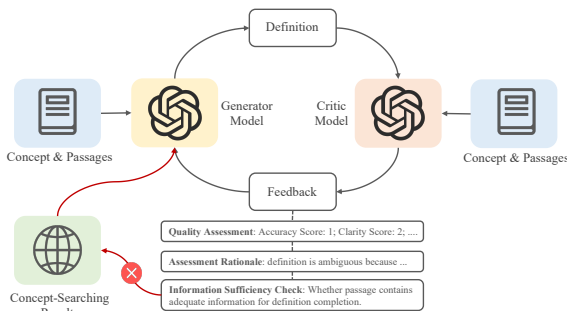 Definition
Generator
Model
Critic
Model
Concept & Passages
Concept & Passages
Feedback
Quality Assessment: Accuracy Score: 1; Clarity Score: 2; ....
Assessment Rationale: definition is ambiguous because ...
Information Sufficiency Check: Whether passage contains
adequate information for definition completion.
Concept-Searching